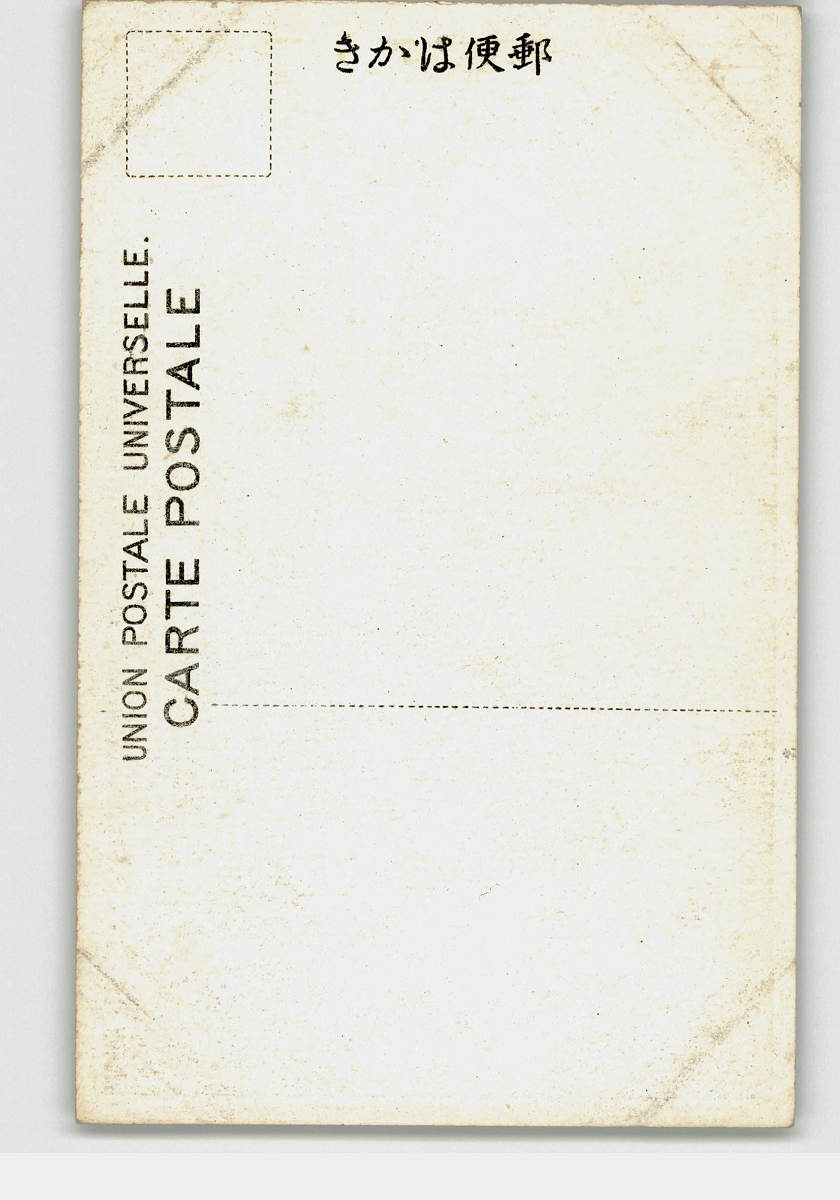 郵便はかき
UNION POSTALE UNIVERSELLE.
CARTE POSTALE